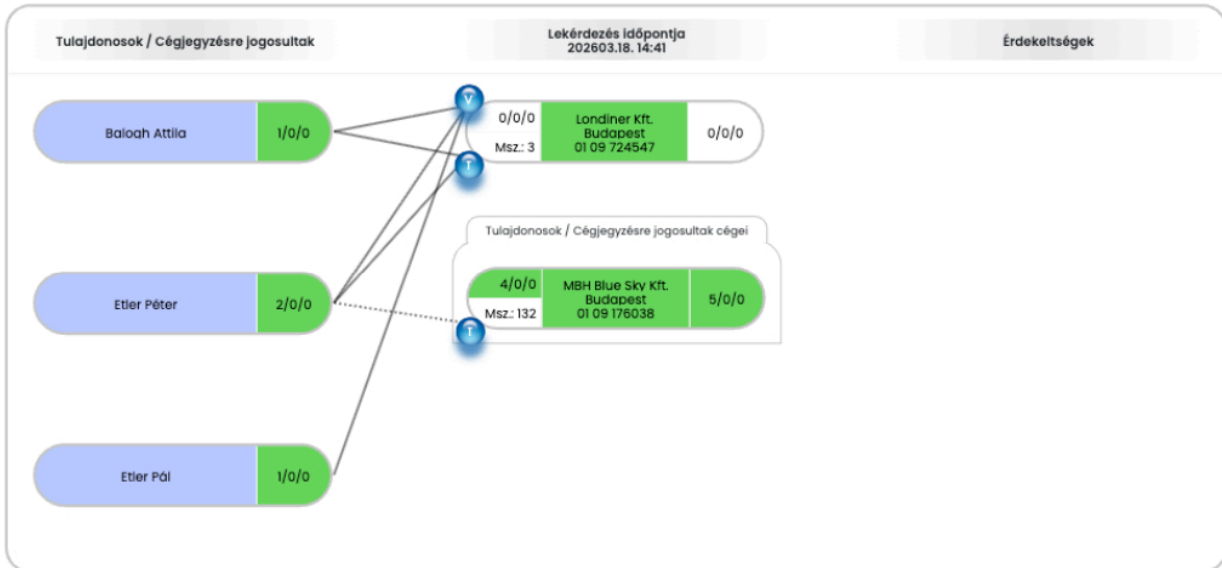 Tulajdonosok / Cégjegyzésre jogosultak
Lekérdezés időpontja
202603.18. 14:41
Érdekeltségek
Balogh Attila
1/0/0
V
0/0/0
Msz.: 3
Londiner Kft.
Budapest
01 09 724547
0/0/0
T
Tulajdonosok / Cégjegyzésre jogosultak cégei
Etler Péter
2/0/0
4/0/0
Msz.: 132
MBH Blue Sky Kft.
Budapest
01 09 176038
5/0/0
T
Etler Pál
1/0/0